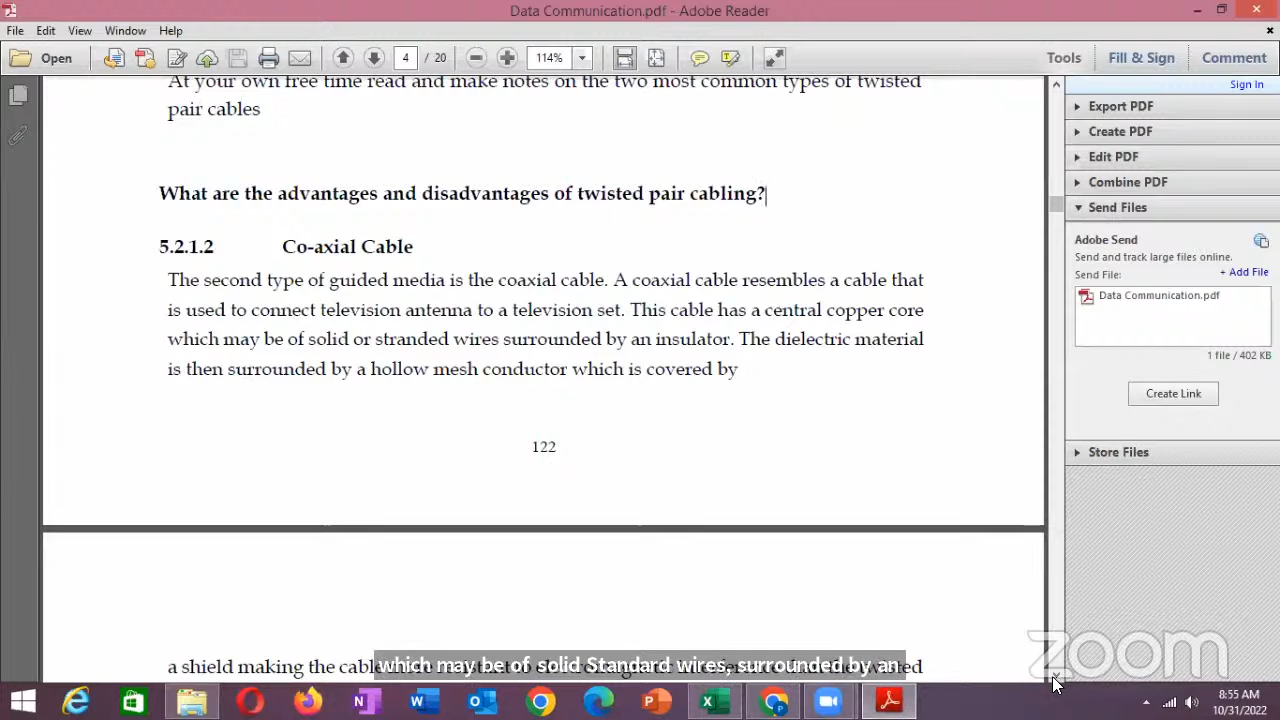 Data Communication.pdf - Adobe Reader
File Edit View Window Help
Open 4 / 20 114% Tools Fill & Sign Comment
At your own free time read and make notes on the two most common types of twisted
pair cables
What are the advantages and disadvantages of twisted pair cabling?
5.2.1.2 Co-axial Cable
The second type of guided media is the coaxial cable. A coaxial cable resembles a cable that
is used to connect television antenna to a television set. This cable has a central copper core
which may be of solid or stranded wires surrounded by an insulator. The dielectric material
is then surrounded by a hollow mesh conductor which is covered by
122
a shield making the cable
which may be of solid Standard wires, surrounded by an
Sign In
Export PDF
Create PDF
Edit PDF
Combine PDF
Send Files
Adobe Send
Send and track large files online.
Send File:
+ Add File
Data Communication.pdf
1 file / 402 KB
Create Link
Store Files
zoom
8:55 AM
10/31/2022